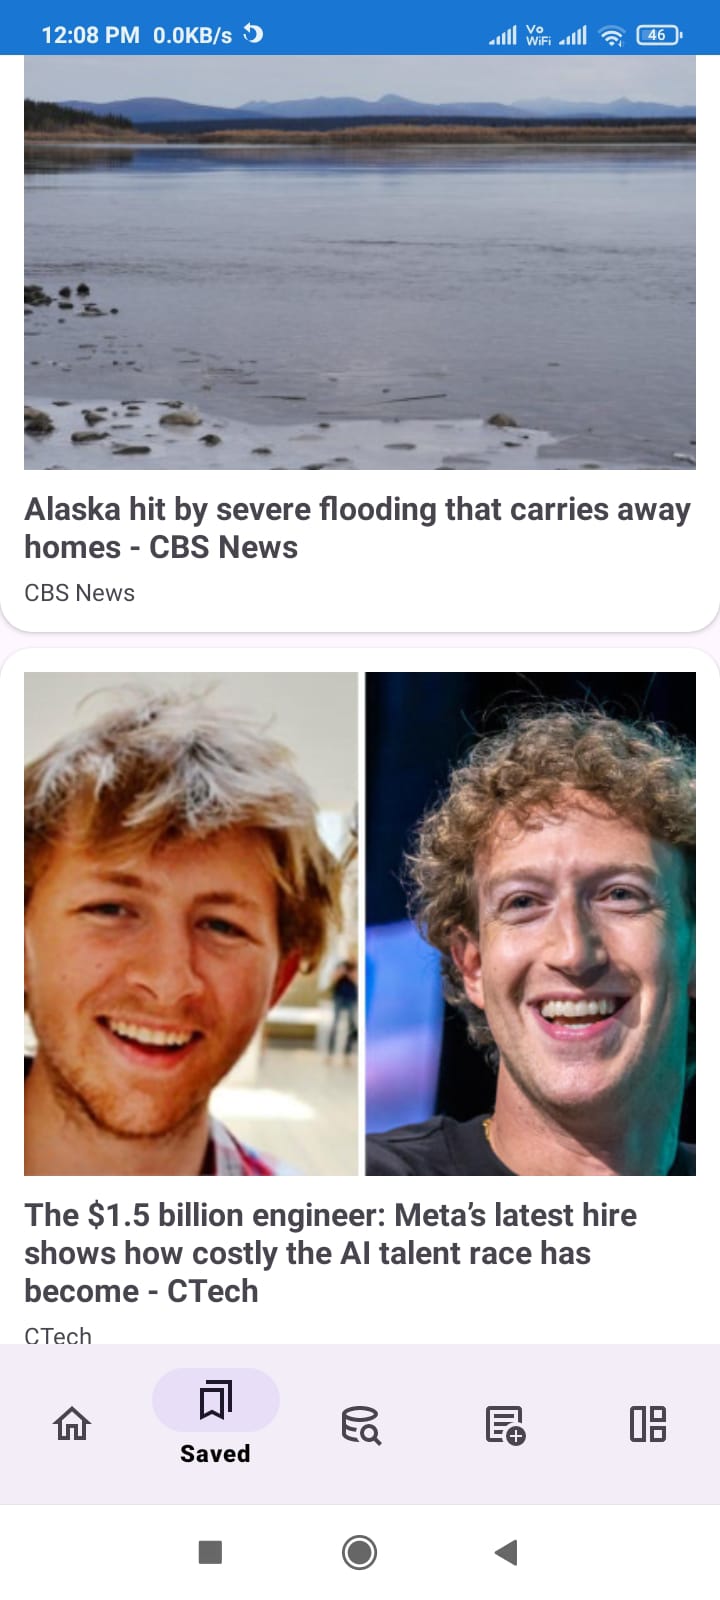 12:08 PM 0.0KB/s Vo WiFi 46
Alaska hit by severe flooding that carries away
homes - CBS News
CBS News
The $1.5 billion engineer: Meta’s latest hire
shows how costly the AI talent race has
become - CTech
CTech
Saved